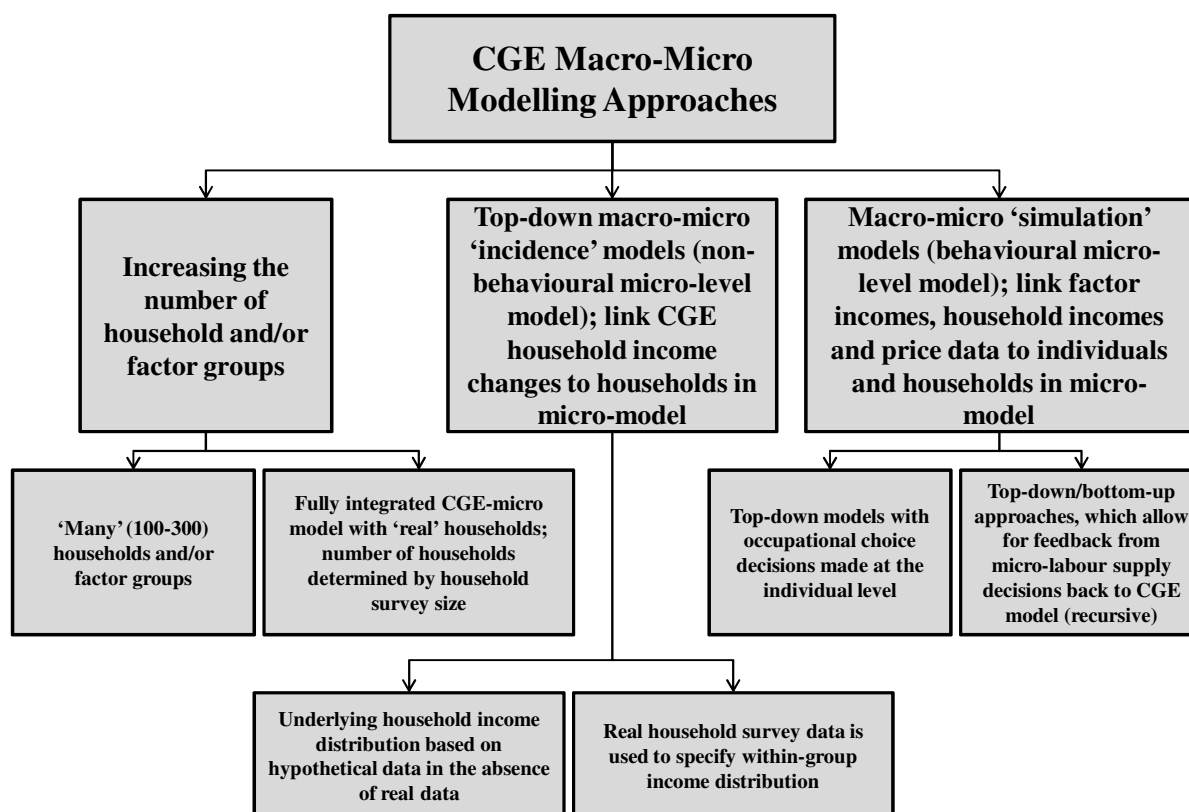 CGE Macro-Micro
Modelling Approaches
Increasing the
number of
household and/or
factor groups
Top-down macro-micro
‘incidence’ models (non-
behavioural micro-level
model); link CGE
household income
changes to households in
micro-model
Macro-micro ‘simulation’
models (behavioural micro-
level model); link factor
incomes, household incomes
and price data to individuals
and households in micro-
model
‘Many’ (100-300)
households and/or
factor groups
Fully integrated CGE-micro
model with ‘real’ households;
number of households
determined by household
survey size
Top-down models with
occupational choice
decisions made at the
individual level
Top-down/bottom-up
approaches, which allow
for feedback from
micro-labour supply
decisions back to CGE
model (recursive)
Underlying household income
distribution based on
hypothetical data in the absence
of real data
Real household survey data is
used to specify within-group
income distribution